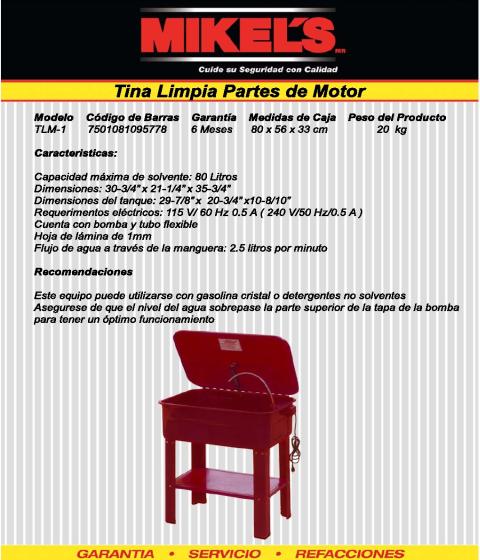 MIKEL'S MR
Cuide su Seguridad con Calidad
Tina Limpia Partes de Motor
Modelo Código de Barras Garantía Medidas de Caja Peso del Producto
TLM-1 7501081095778 6 Meses 80 x 56 x 33 cm 20 kg
Caracteristicas:
Capacidad máxima de solvente: 80 Litros
Dimensiones: 30-3/4" x 21-1/4" x 35-3/4"
Dimensiones del tanque: 29-7/8" x 20-3/4" x10-8/10"
Requerimentos eléctricos: 115 V/ 60 Hz 0.5 A ( 240 V/50 Hz/0.5 A )
Cuenta con bomba y tubo flexible
Hoja de lámina de 1mm
Flujo de agua a través de la manguera: 2.5 litros por minuto
Recomendaciones
Este equipo puede utilizarse con gasolina cristal o detergentes no solventes
Asegurese de que el nivel del agua sobrepase la parte superior de la tapa de la bomba
para tener un óptimo funcionamiento
GARANTIA • SERVICIO • REFACCIONES